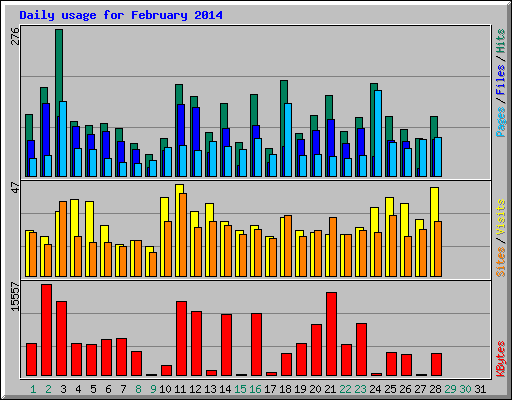 Daily usage for February 2014
276
Pages / Files / Hits
47
Sites / Visits
15557
KBytes
1 2 3 4 5 6 7 8 9 10 11 12 13 14 15 16 17 18 19 20 21 22 23 24 25 26 27 28 29 30 31